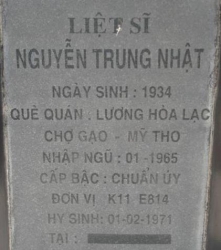 LIỆT SĨ
NGUYỄN TRUNG NHẬT
NGÀY SINH : 1934
QUÊ QUÁN : LƯƠNG HÒA LẠC
CHỢ GẠO - MỸ THO
NHẬP NGŨ : 01-1965
CẤP BẬC : CHUẨN ÚY
ĐƠN VỊ K11 E814
HY SINH: 01-02-1971
TẠI :